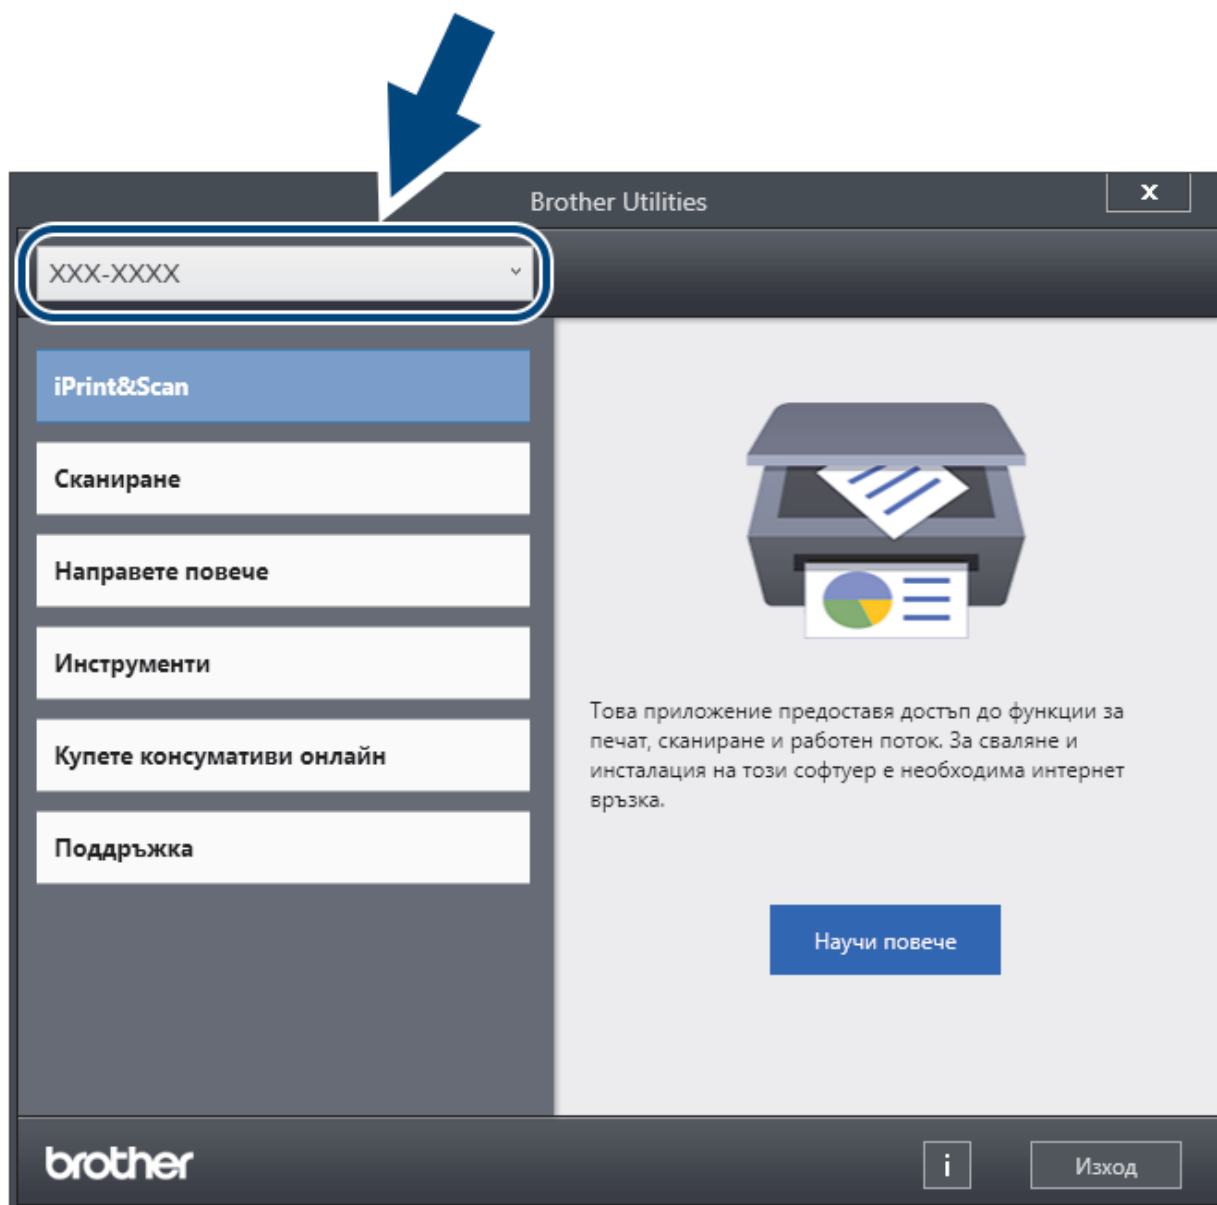 Brother Utilities
x
XXX-XXXX
iPrint&Scan
Сканиране
Направете повече
Инструменти
Купете консумативи онлайн
Поддръжка
Това приложение предоставя достъп до функции за
печат, сканиране и работен поток. За сваляне и
инсталация на този софтуер е необходима интернет
връзка.
Научи повече
brother
i
Изход